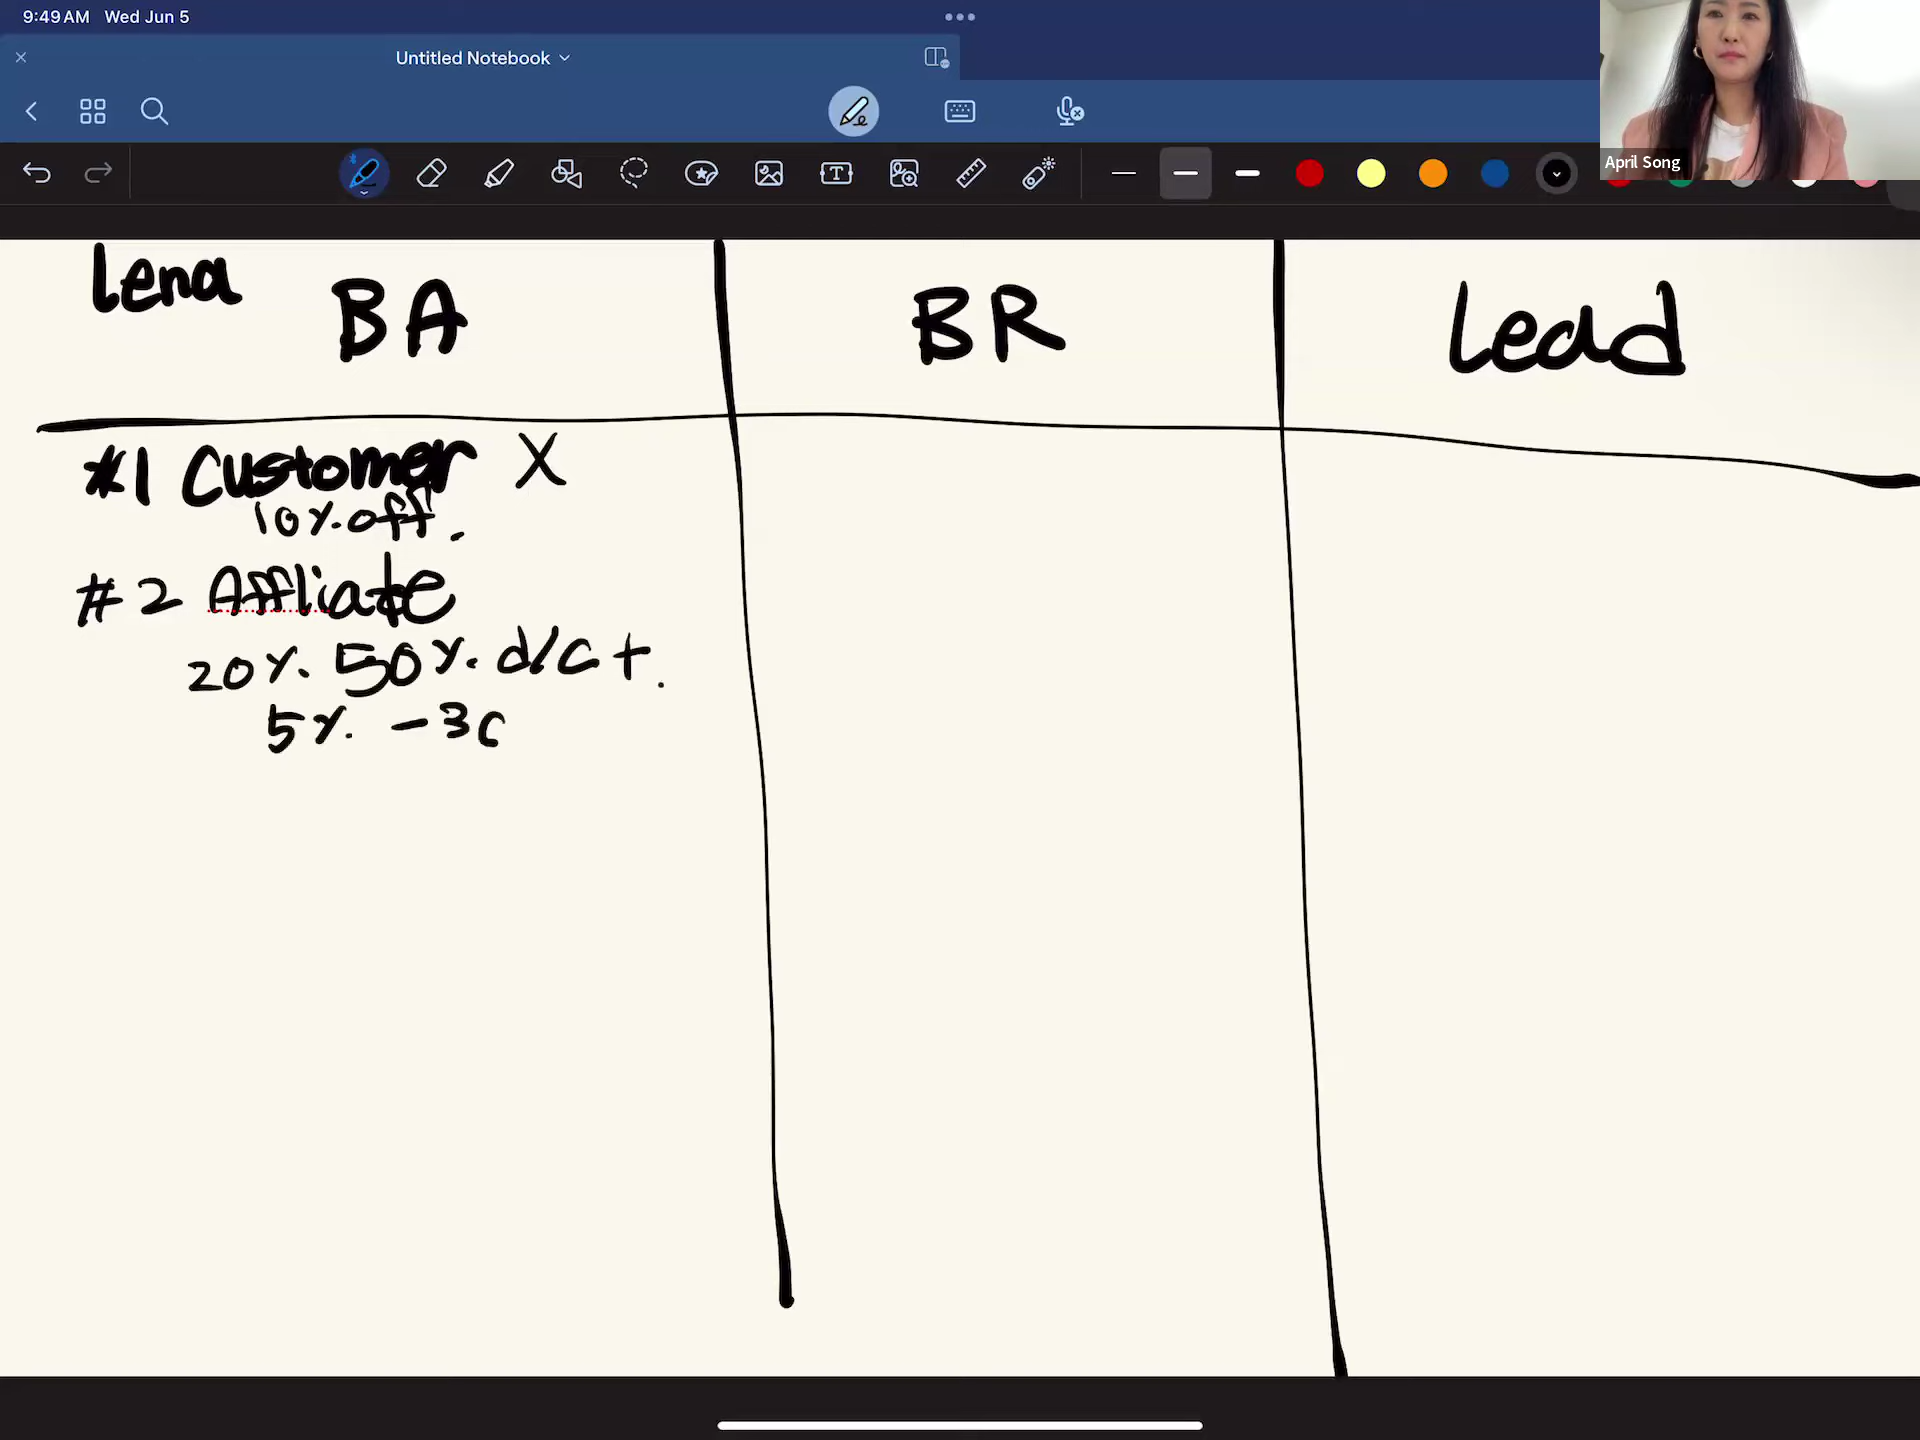 9:49 AM Wed Jun 5
Untitled Notebook
April Song
Lena
BA
BR
Lead
#1 Customer X
10% off.
#2 Affliate
20% 50% d/c +.
5% - 30